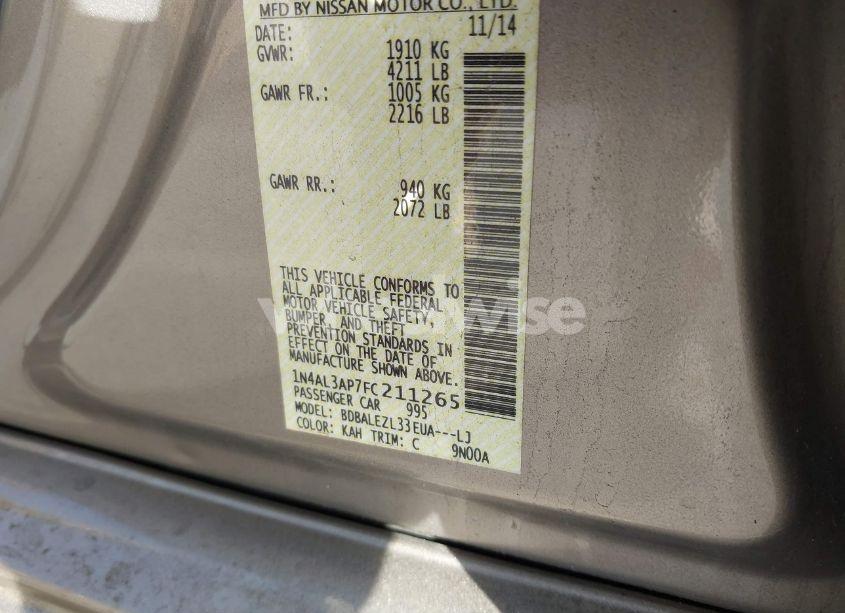 MFD BY NISSAN MOTOR CO., LTD.
DATE: 11/14
GVWR: 1910 KG
4211 LB
GAWR FR.: 1005 KG
2216 LB
GAWR RR.: 940 KG
2072 LB
THIS VEHICLE CONFORMS TO
ALL APPLICABLE FEDERAL
MOTOR VEHICLE SAFETY,
BUMPER, AND THEFT
PREVENTION STANDARDS IN
EFFECT ON THE DATE OF
MANUFACTURE SHOWN ABOVE.
1N4AL3AP7FC211265
PASSENGER CAR 995
MODEL: BDBALEZL33EUA---LJ
COLOR: KAH TRIM: C 9N00A